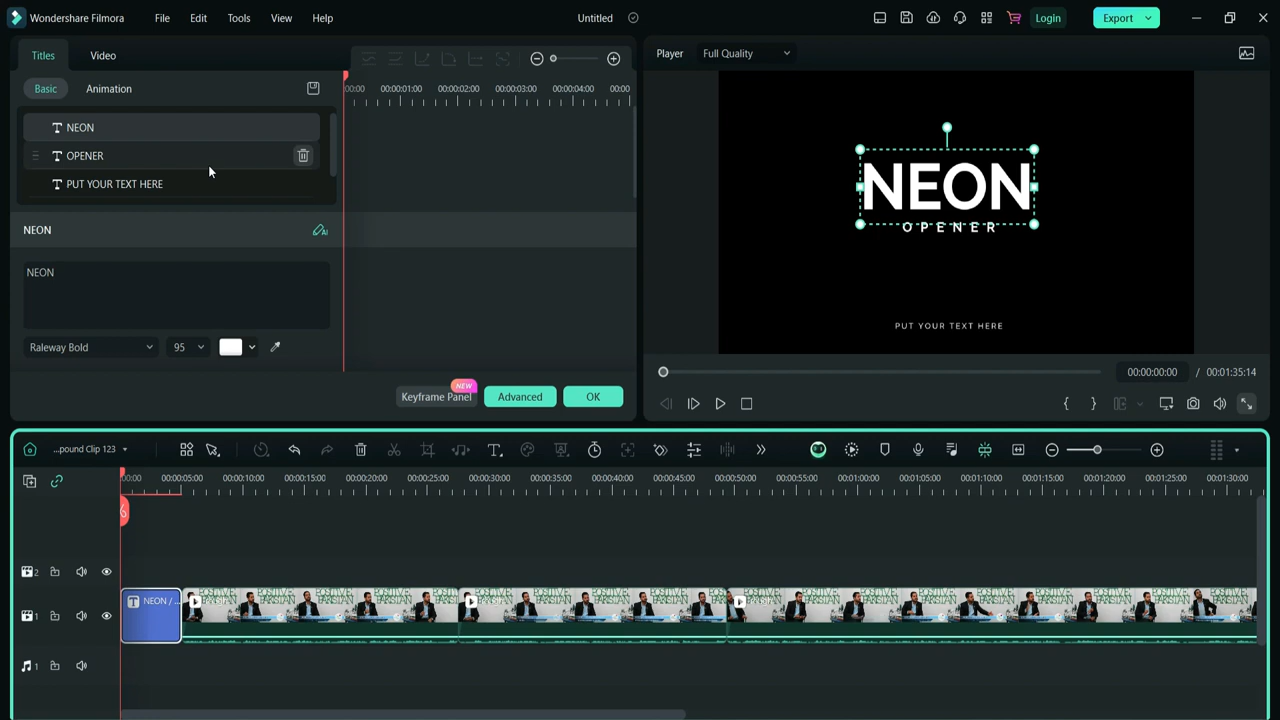 Wondershare Filmora File Edit Tools View Help Untitled Login Export
Titles Video
Player Full Quality
Basic Animation
00:00 00:00:01:00 00:00:02:00 00:00:03:00 00:00:04:00 00:00
NEON
OPENER
PUT YOUR TEXT HERE
NEON
AI
NEON
Raleway Bold 95
NEW
Keyframe Panel Advanced OK
NEON
OPENER
PUT YOUR TEXT HERE
00:00:00:00 / 00:01:35:14
...pound Clip 123
00:00 00:00:05:00 00:00:10:00 00:00:15:00 00:00:20:00 00:00:25:00 00:00:30:00 00:00:35:00 00:00:40:00 00:00:45:00 00:00:50:00 00:00:55:00 00:01:00:00 00:01:05:00 00:01:10:00 00:01:15:00 00:01:20:00 00:01:25:00 00:01:30:00
2
NEON / ...
1
1